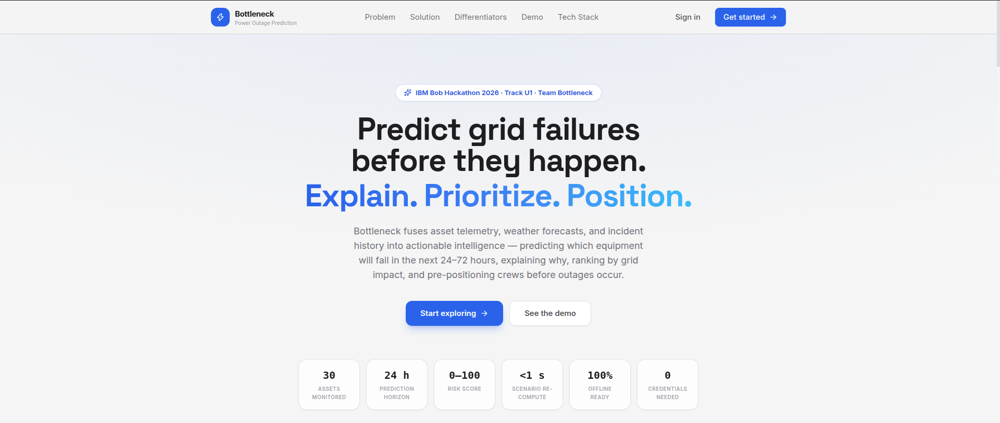 Bottleneck
Power Outage Prediction
Problem
Solution
Differentiators
Demo
Tech Stack
Sign in
Get started
IBM Bob Hackathon 2026 · Track U1 · Team Bottleneck
Predict grid failures
before they happen.
Explain. Prioritize. Position.
Bottleneck fuses asset telemetry, weather forecasts, and incident
history into actionable intelligence — predicting which equipment
will fail in the next 24–72 hours, explaining why, ranking by grid
impact, and pre-positioning crews before outages occur.
Start exploring
See the demo
30
ASSETS
MONITORED
24 h
PREDICTION
HORIZON
0–100
RISK SCORE
<1 s
SCENARIO RE-
COMPUTE
100%
OFFLINE
READY
0
CREDENTIALS
NEEDED